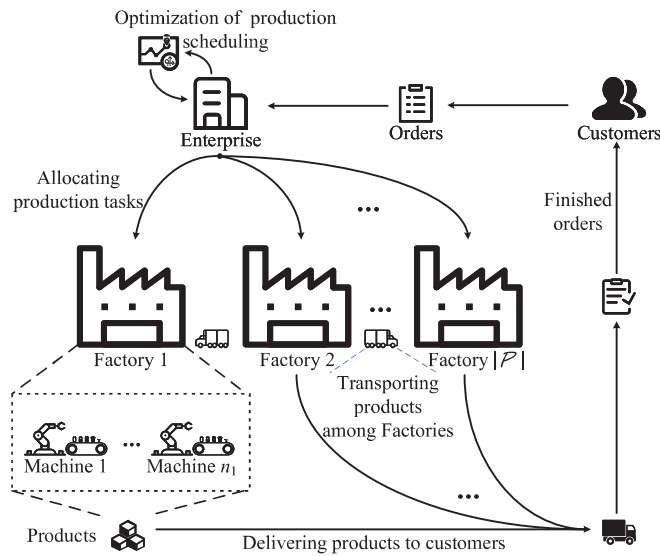 Optimization of production
scheduling
Enterprise
Orders
Customers
Allocating
production tasks
...
Finished
orders
...
Factory 1
Factory 2
Factory |𝒫|
Transporting
products
among Factories
Machine 1
...
Machine n₁
...
Products
Delivering products to customers